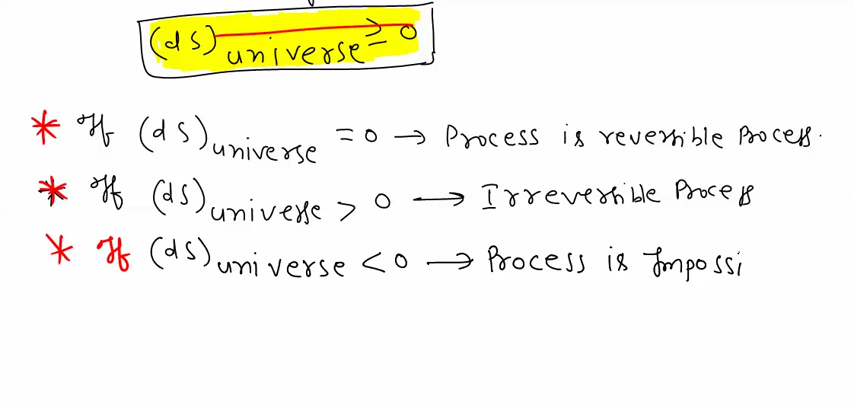 (ds)universe ≥ 0
* If (ds)universe = 0 → Process is reversible Process.
* If (ds)universe > 0 → Irreversible Process
* If (ds)universe < 0 → Process is Impossi